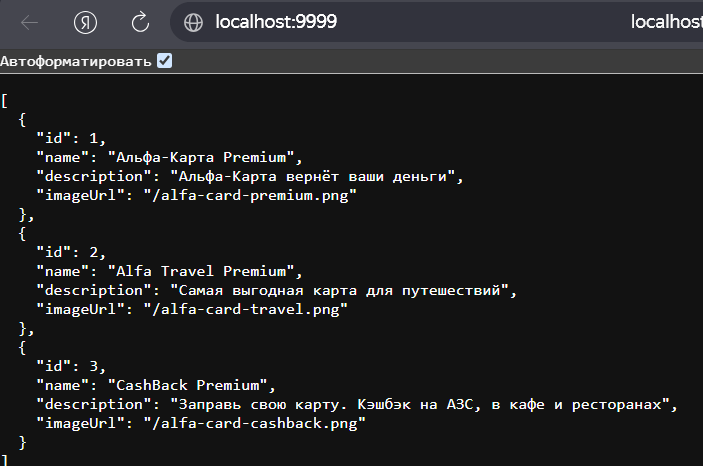 Я localhost:9999 localhos
Автоформатировать
[
  {
    "id": 1,
    "name": "Альфа-Карта Premium",
    "description": "Альфа-Карта вернёт ваши деньги",
    "imageUrl": "/alfa-card-premium.png"
  },
  {
    "id": 2,
    "name": "Alfa Travel Premium",
    "description": "Самая выгодная карта для путешествий",
    "imageUrl": "/alfa-card-travel.png"
  },
  {
    "id": 3,
    "name": "CashBack Premium",
    "description": "Заправь свою карту. Кэшбэк на АЗС, в кафе и ресторанах",
    "imageUrl": "/alfa-card-cashback.png"
  }
]